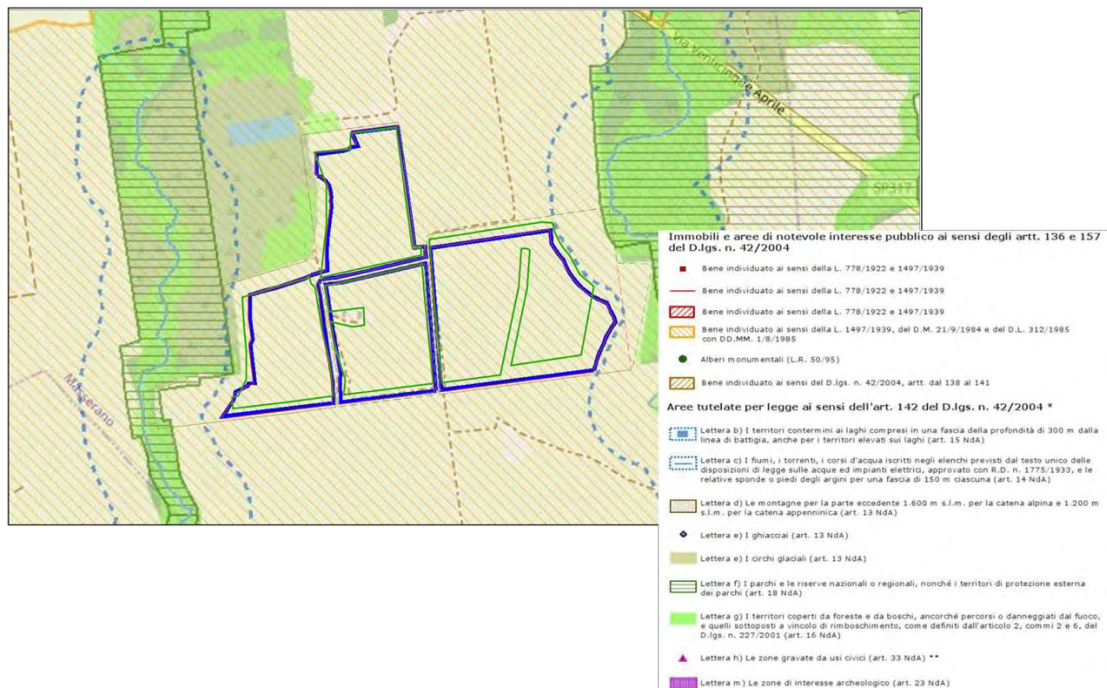 Via Venticinque Aprile
SP317
Masserano
Immobili e aree di notevole interesse pubblico ai sensi degli artt. 136 e 157
del D.lgs. n. 42/2004
Bene individuato ai sensi della L. 778/1922 e 1497/1939
Bene individuato ai sensi della L. 778/1922 e 1497/1939
Bene individuato ai sensi della L. 778/1922 e 1497/1939
Bene individuato ai sensi della L. 1497/1939, del D.M. 21/9/1984 e del D.L. 312/1985
con DD.MM. 1/8/1985
Alberi monumentali (L.R. 50/95)
Bene individuato ai sensi del D.lgs. n. 42/2004, artt. dal 138 al 141
Aree tutelate per legge ai sensi dell'art. 142 del D.lgs. n. 42/2004 *
Lettera b) I territori contermini ai laghi compresi in una fascia della profondità di 300 m dalla
linea di battigia, anche per i territori elevati sui laghi (art. 15 NdA)
Lettera c) I fiumi, i torrenti, i corsi d'acqua iscritti negli elenchi previsti dal testo unico delle
disposizioni di legge sulle acque ed impianti elettrici, approvato con R.D. n. 1775/1933, e le
relative sponde o piedi degli argini per una fascia di 150 m ciascuna (art. 14 NdA)
Lettera d) Le montagne per la parte eccedente 1.600 m s.l.m. per la catena alpina e 1.200 m
s.l.m. per la catena appenninica (art. 13 NdA)
Lettera e) I ghiacciai (art. 13 NdA)
Lettera e) I circhi glaciali (art. 13 NdA)
Lettera f) I parchi e le riserve nazionali o regionali, nonché i territori di protezione esterna
dei parchi (art. 18 NdA)
Lettera g) I territori coperti da foreste e da boschi, ancorché percorsi o danneggiati dal fuoco,
e quelli sottoposti a vincolo di rimboschimento, come definiti dall'articolo 2, commi 2 e 6, del
D.lgs. n. 227/2001 (art. 16 NdA)
Lettera h) Le zone gravate da usi civici (art. 33 NdA) **
Lettera m) Le zone di interesse archeologico (art. 23 NdA)